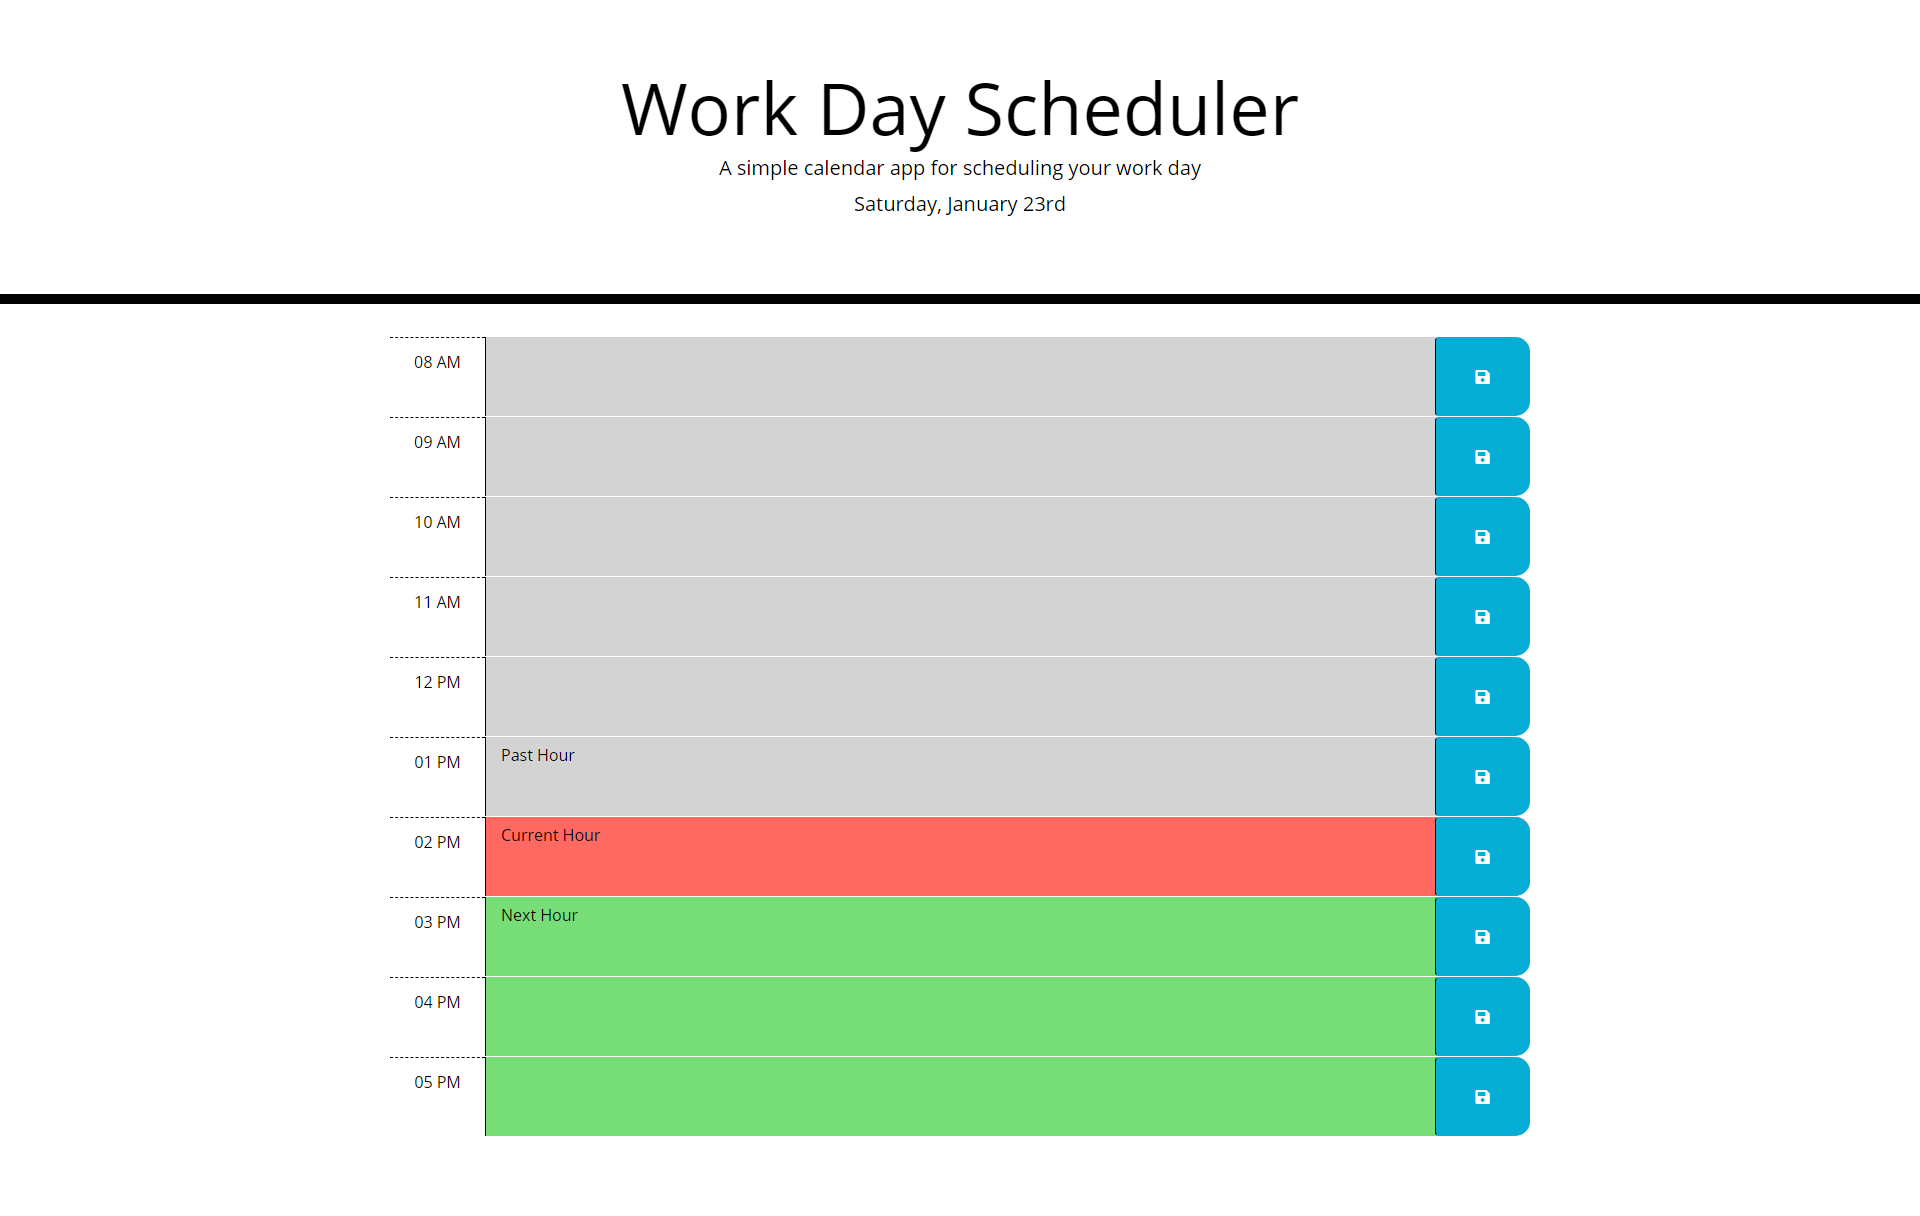 Work Day Scheduler
A simple calendar app for scheduling your work day
Saturday, January 23rd
08 AM
09 AM
10 AM
11 AM
12 PM
01 PM Past Hour
02 PM Current Hour
03 PM Next Hour
04 PM
05 PM